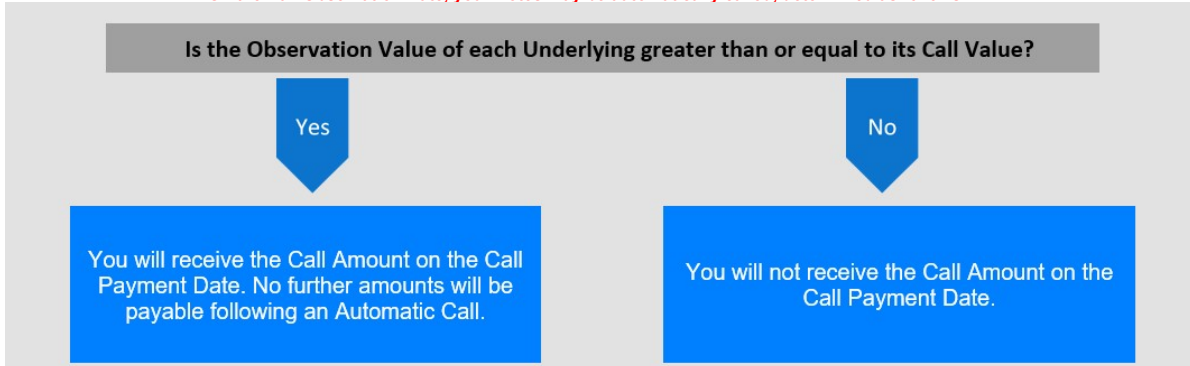 Is the Observation Value of each Underlying greater than or equal to its Call Value?
Yes
No
You will receive the Call Amount on the Call
Payment Date. No further amounts will be
payable following an Automatic Call.
You will not receive the Call Amount on the
Call Payment Date.